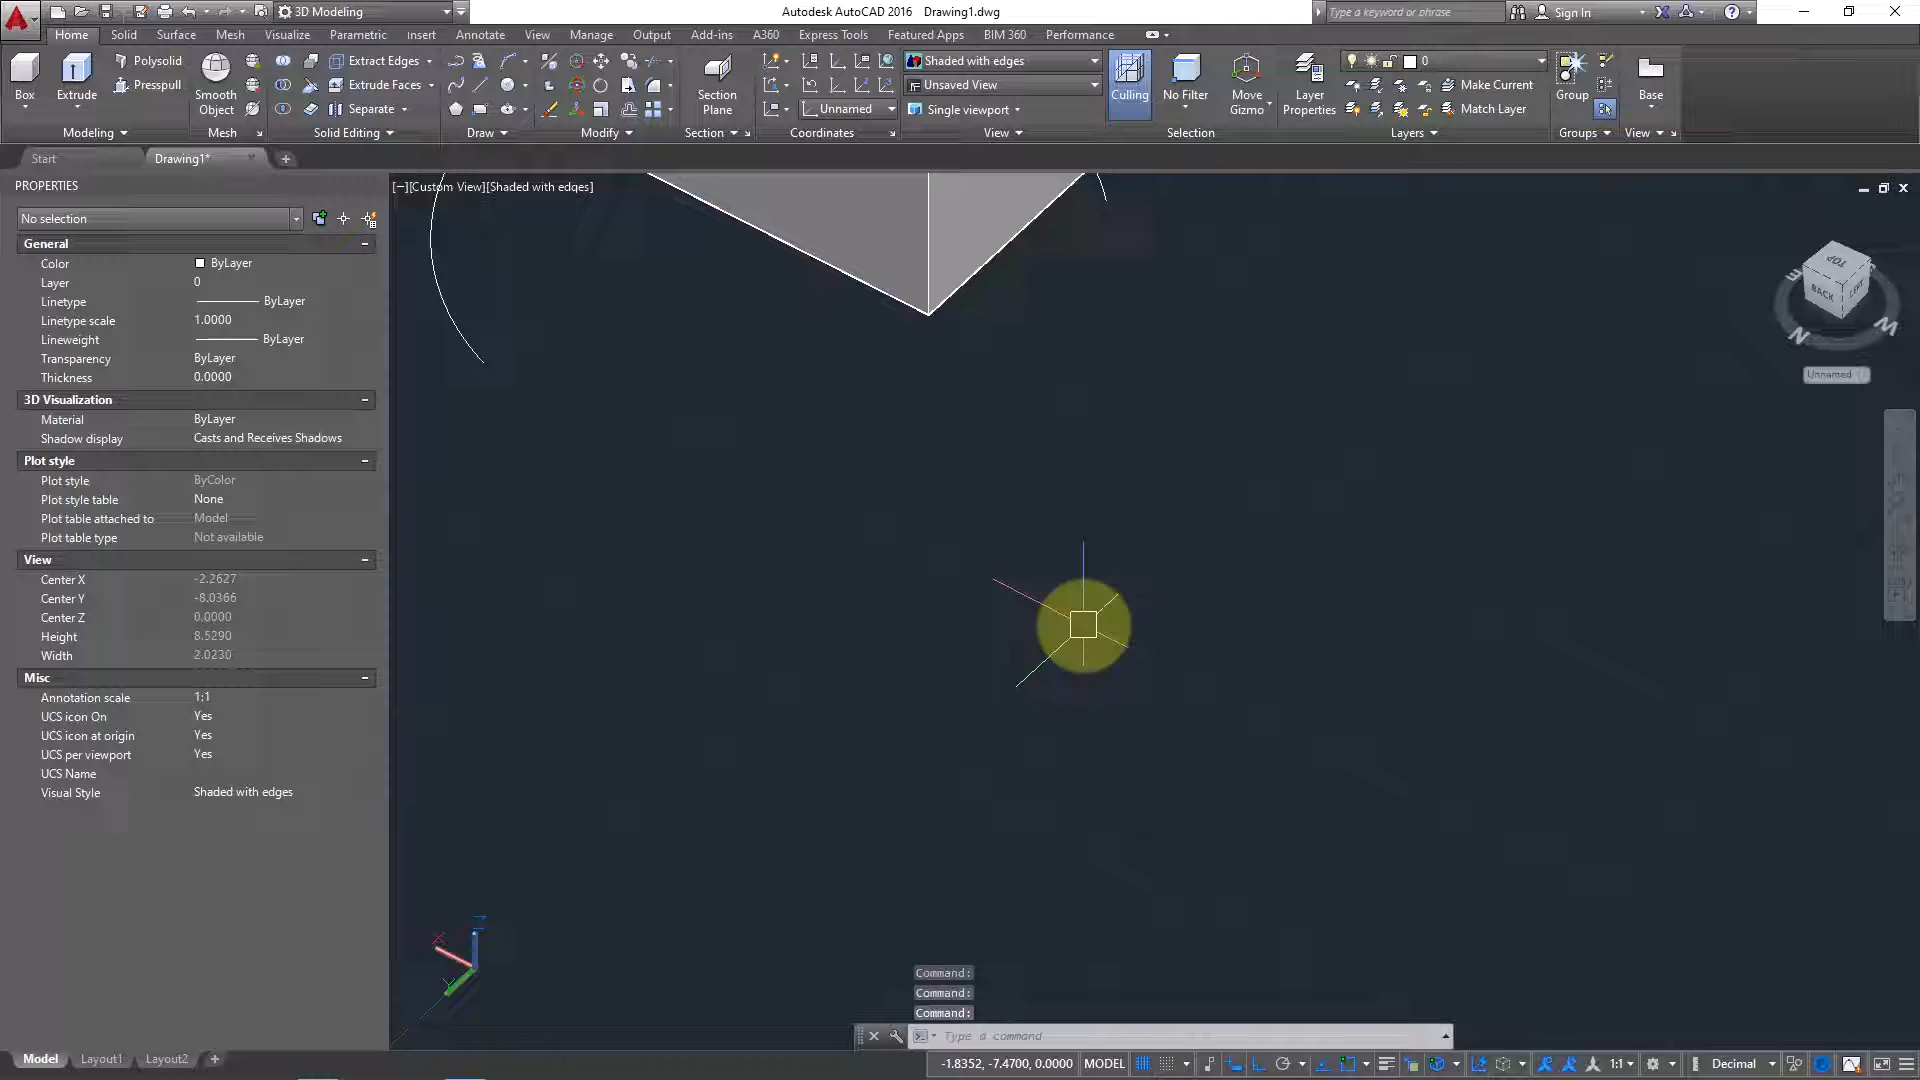 3D Modeling
Autodesk AutoCAD 2016 Drawing1.dwg
Type a keyword or phrase
Sign In
Home Solid Surface Mesh Visualize Parametric Insert Annotate View Manage Output Add-ins A360 Express Tools Featured Apps BIM 360 Performance
Box
Extrude
Polysolid
Presspull
Smooth Object
Extract Edges
Extrude Faces
Separate
Section Plane
Unnamed
Shaded with edges
Unsaved View
Single viewport
Culling
No Filter
Move Gizmo
Layer Properties
0
Make Current
Match Layer
Group
Base
Modeling Mesh Solid Editing Draw Modify Section Coordinates View Selection Layers Groups View
Start Drawing1*
PROPERTIES
[−][Custom View][Shaded with edges]
No selection
General
Color ByLayer
Layer 0
Linetype ByLayer
Linetype scale 1.0000
Lineweight ByLayer
Transparency ByLayer
Thickness 0.0000
3D Visualization
Material ByLayer
Shadow display Casts and Receives Shadows
Plot style
Plot style ByColor
Plot style table None
Plot table attached to Model
Plot table type Not available
View
Center X -2.2627
Center Y -8.0366
Center Z 0.0000
Height 8.5290
Width 2.0230
Misc
Annotation scale 1:1
UCS icon On Yes
UCS icon at origin Yes
UCS per viewport Yes
UCS Name
Visual Style Shaded with edges
TOP
BACK
LEFT
E
N
W
Unnamed
X
Y
Z
Command:
Command:
Command:
Type a command
Model Layout1 Layout2
-1.8352, -7.4700, 0.0000 MODEL
1:1
Decimal